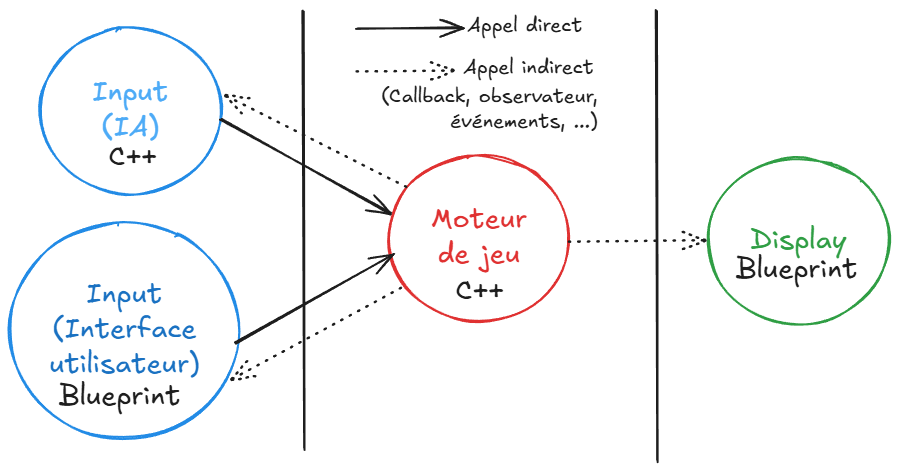 Input
(IA)
C++
Input
(Interface
utilisateur)
Blueprint
Appel direct
Appel indirect
(Callback, observateur,
événements, ...)
Moteur
de jeu
C++
Display
Blueprint